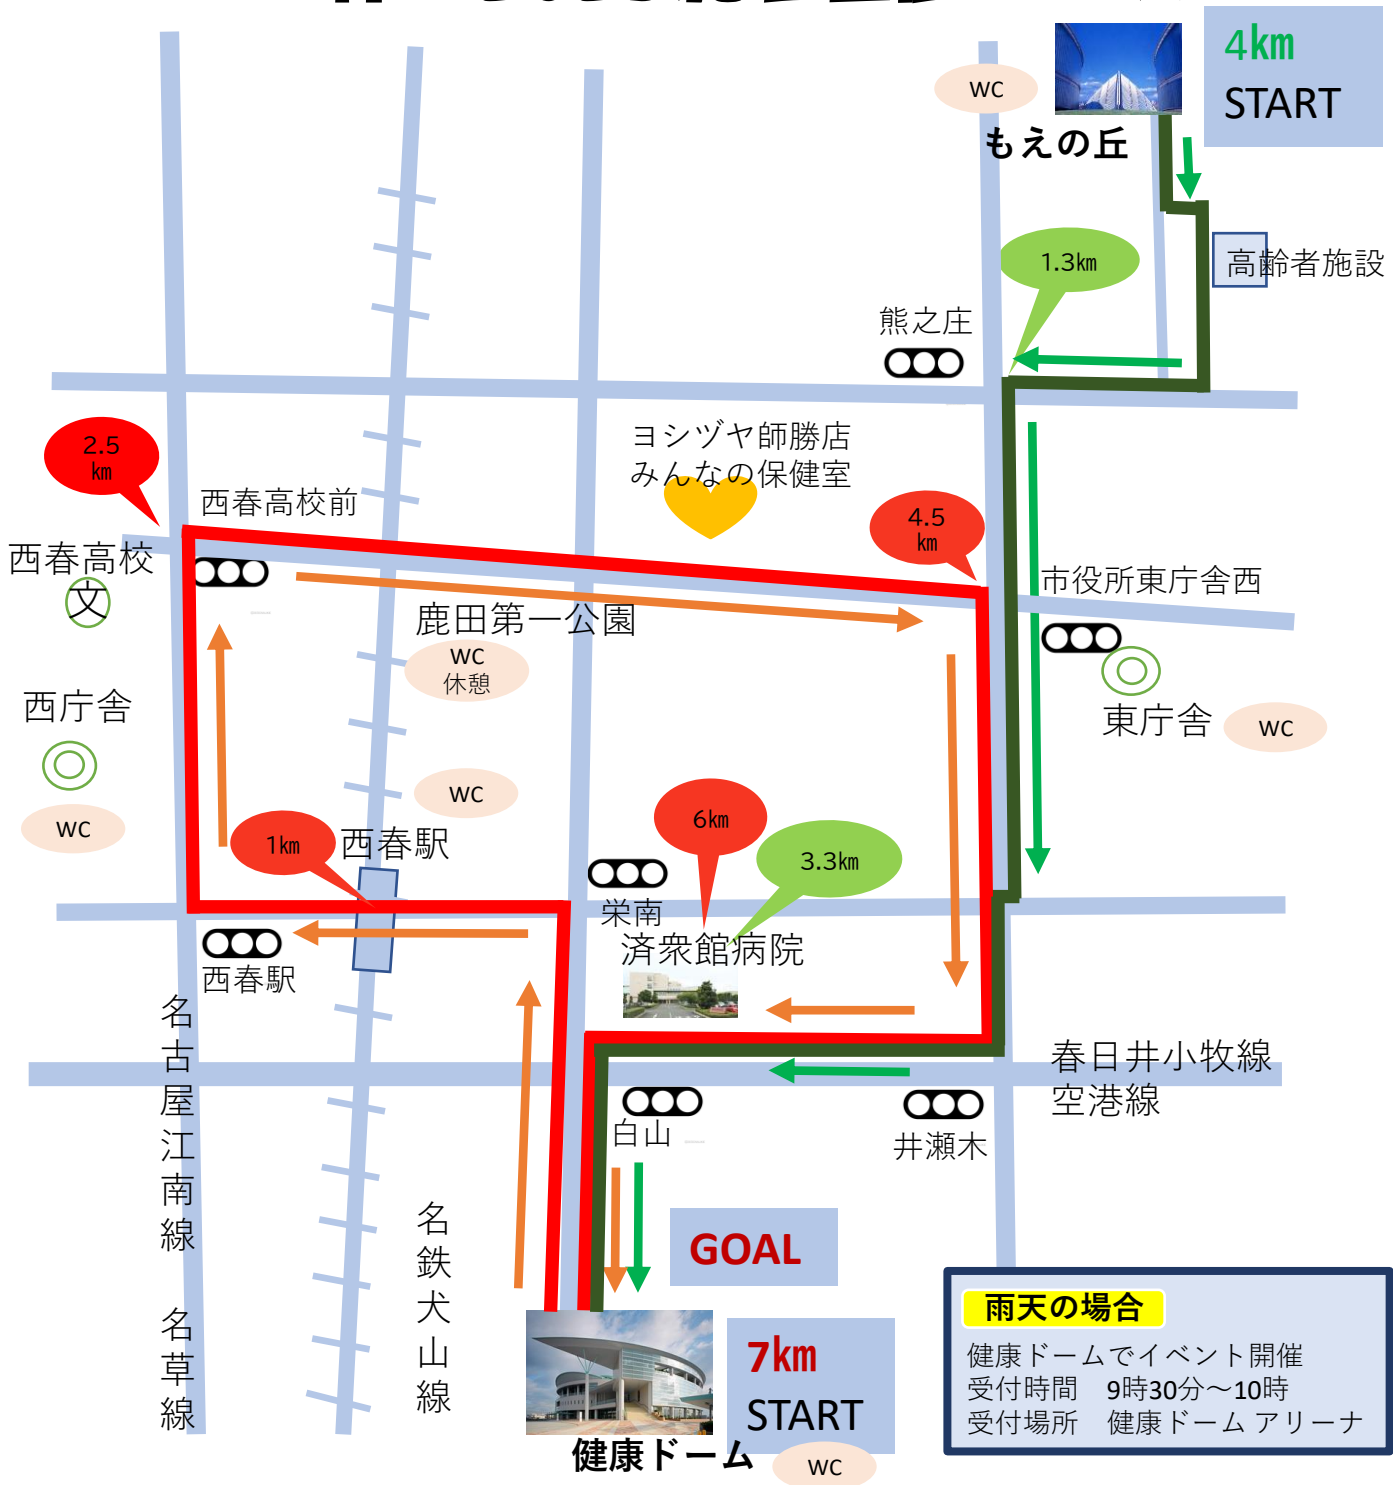 4km
START
WC
もえの丘
1.3km
高齢者施設
熊之庄
2.5
km
ヨシヅヤ師勝店
みんなの保健室
西春高校前
4.5
km
西春高校
文
市役所東庁舎西
鹿田第一公園
WC
休憩
西庁舎
東庁舎
WC
WC
WC
1km
西春駅
6km
3.3km
栄南
済衆館病院
西春駅
名古屋江南線
名草線
春日井小牧線
空港線
白山
井瀬木
名鉄犬山線
GOAL
7km
START
健康ドーム
WC
雨天の場合
健康ドームでイベント開催
受付時間 9時30分~10時
受付場所 健康ドーム アリーナ